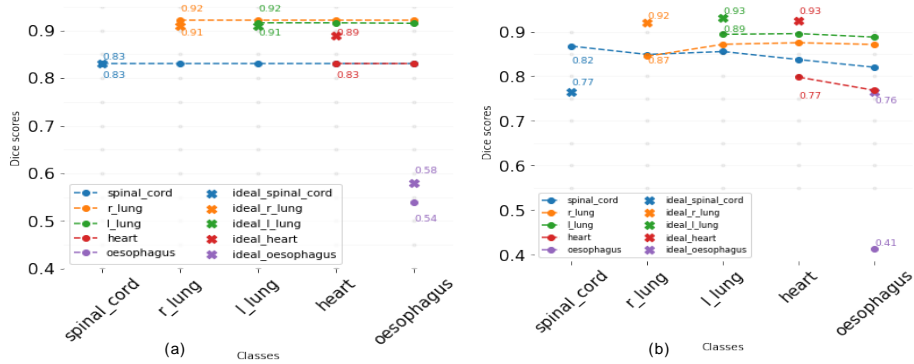 0.9
0.8
0.7
0.6
0.5
0.4
Dice scores
0.83
0.83
0.92
0.91
0.92
0.91
0.89
0.83
0.58
0.54
spinal_cord
r_lung
l_lung
heart
oesophagus
ideal_spinal_cord
ideal_r_lung
ideal_l_lung
ideal_heart
ideal_oesophagus
spinal_cord
r_lung
l_lung
heart
oesophagus
(a)
Classes
0.9
0.8
0.7
0.6
0.5
0.4
Dice scores
0.82
0.77
0.92
0.87
0.93
0.89
0.93
0.77
0.76
0.41
spinal_cord
r_lung
l_lung
heart
oesophagus
ideal_spinal_cord
ideal_r_lung
ideal_l_lung
ideal_heart
ideal_oesophagus
spinal_cord
r_lung
l_lung
heart
oesophagus
(b)
Classes